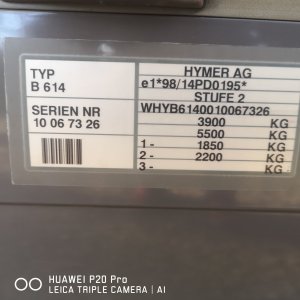 TYP
B 614
SERIEN NR
10 06 73 26
HYMER AG
e1*98/14PD0195*
STUFE 2
WHYB6140010067326
3900 KG
5500 KG
1 - 1850 KG
2 - 2200 KG
3 - KG
HUAWEI P20 Pro
LEICA TRIPLE CAMERA | AI